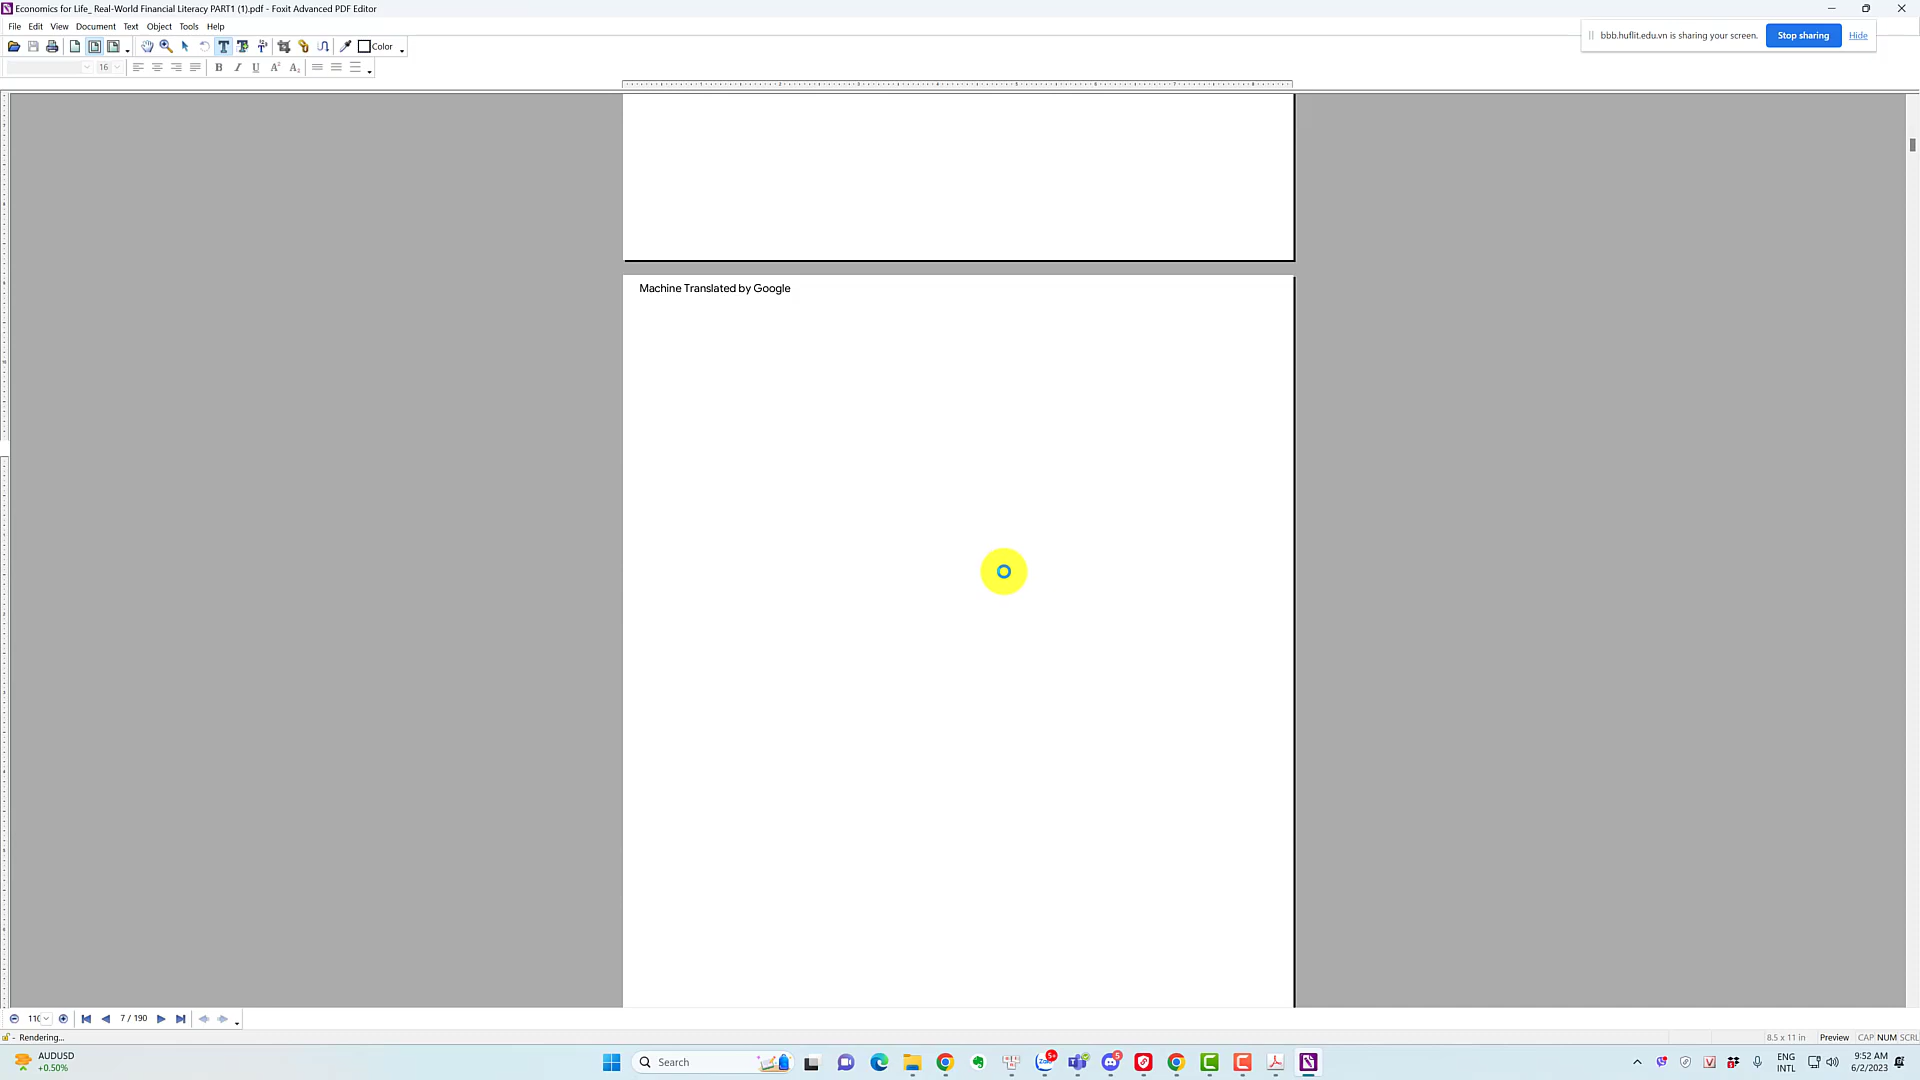 Economics for Life_ Real-World Financial Literacy PART1 (1).pdf - Foxit Advanced PDF Editor
File Edit View Document Text Object Tools Help
Color
bbb.huflit.edu.vn is sharing your screen. Stop sharing Hide
16
Machine Translated by Google
7 / 190
Rendering...
8.5 x 11 in Preview CAP NUM SCRL
AUDUSD
+0.50%
Search
5+
5
ENG
INTL
9:52 AM
6/2/2023